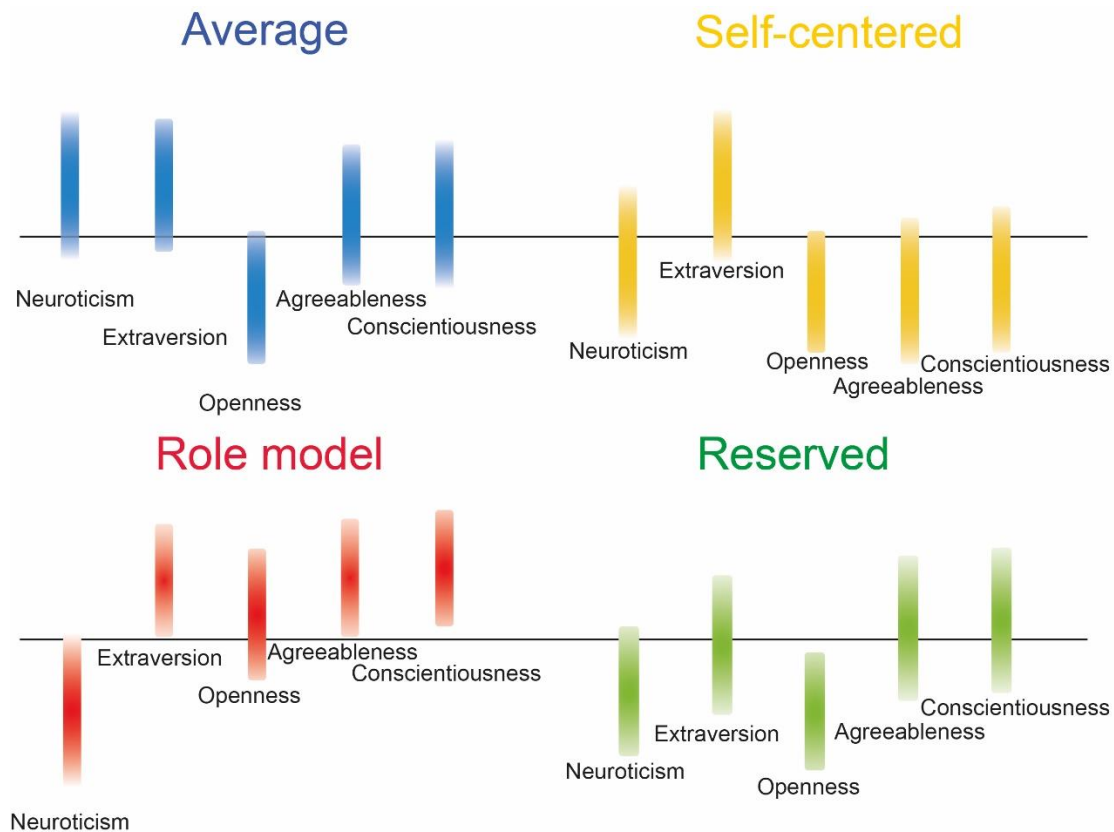 Average
Self-centered
Neuroticism
Extraversion
Openness
Agreeableness
Conscientiousness
Neuroticism
Extraversion
Openness
Agreeableness
Conscientiousness
Role model
Reserved
Neuroticism
Extraversion
Openness
Agreeableness
Conscientiousness
Neuroticism
Extraversion
Openness
Agreeableness
Conscientiousness